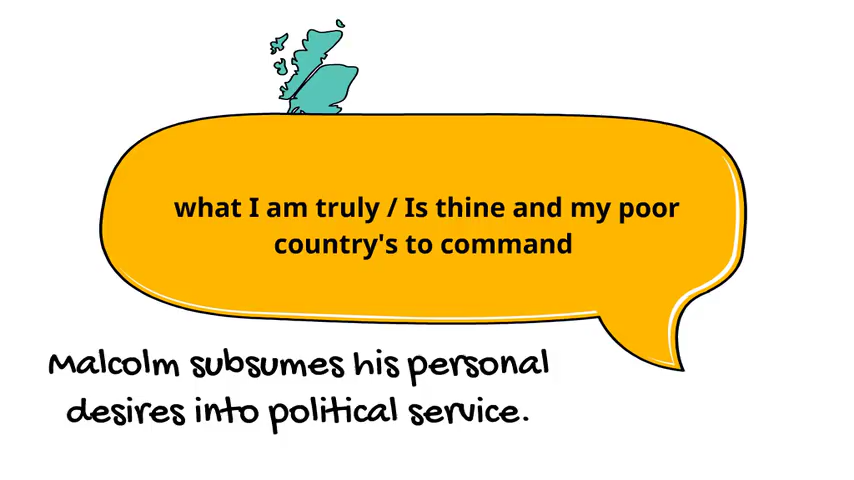 what I am truly / Is thine and my poor
country's to command
Malcolm subsumes his personal
desires into political service.